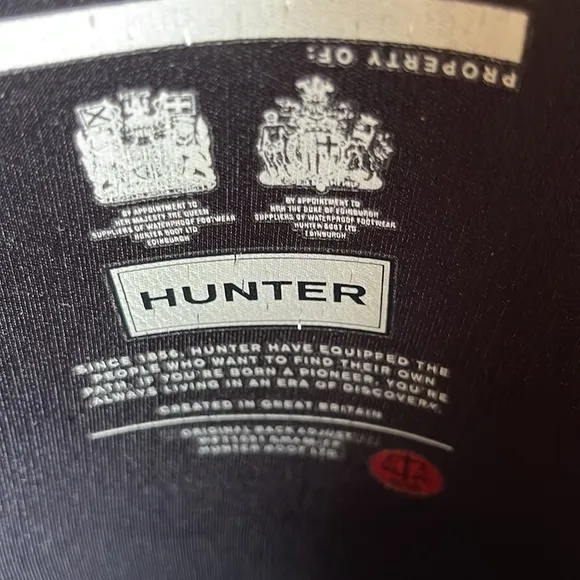 PROPERTY OF:
BY APPOINTMENT TO
HER MAJESTY THE QUEEN
SUPPLIERS OF WATERPROOF FOOTWEAR
HUNTER BOOT LTD
EDINBURGH
BY APPOINTMENT TO
HRH THE DUKE OF EDINBURGH
SUPPLIERS OF WATERPROOF FOOTWEAR
HUNTER BOOT LTD
EDINBURGH
HUNTER
SINCE 1856, HUNTER HAVE EQUIPPED THE
PEOPLE WHO WANT TO FIND THEIR OWN
PATH. IF YOU'RE BORN A PIONEER, YOU'RE
ALWAYS LIVING IN AN ERA OF DISCOVERY.
CREATED IN GREAT BRITAIN
ORIGINAL BACK ADJUST
HUNTER BOOT LTD.